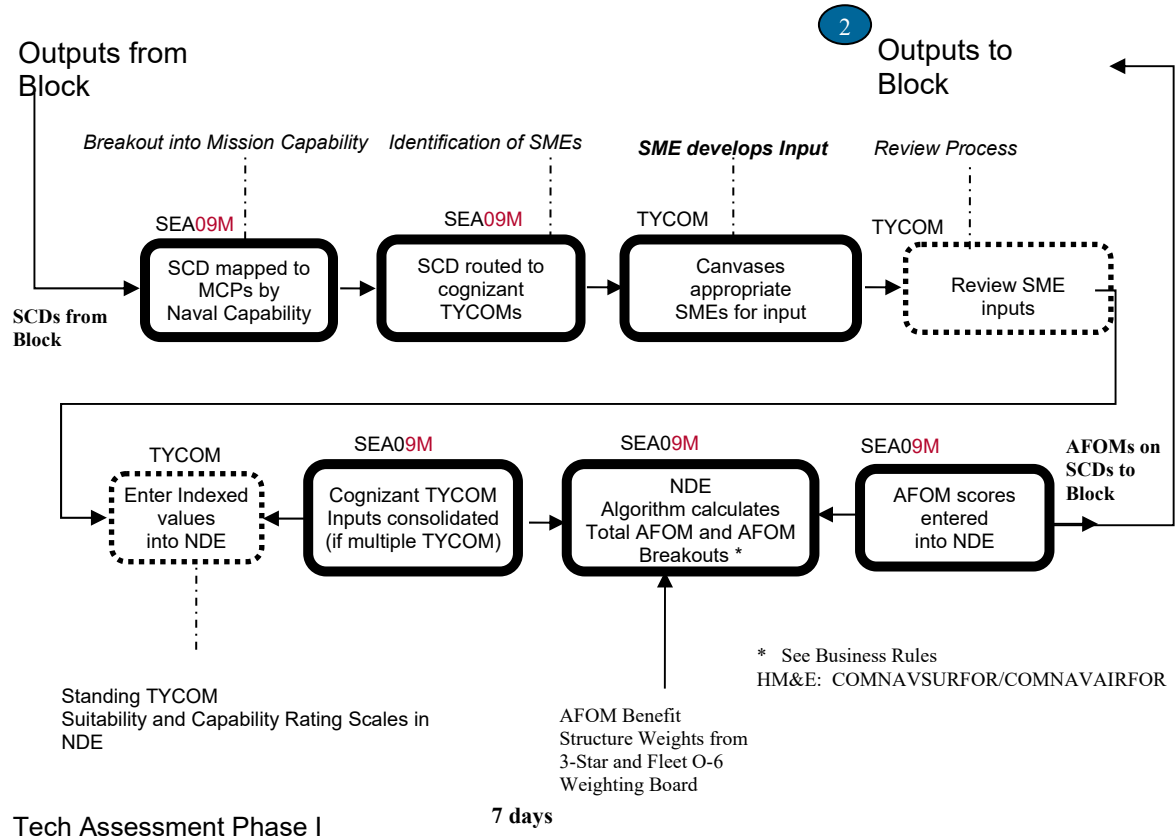 2
Outputs from
Block
Outputs to
Block
Breakout into Mission Capability
Identification of SMEs
SME develops Input
Review Process
SEA09M
SEA09M
TYCOM
TYCOM
SCD mapped to
MCPs by
Naval Capability
SCD routed to
cognizant
TYCOMs
Canvases
appropriate
SMEs for input
Review SME
inputs
SCDs from
Block
TYCOM
SEA09M
SEA09M
SEA09M
AFOMs on
SCDs to
Block
Enter Indexed
values
into NDE
Cognizant TYCOM
Inputs consolidated
(if multiple TYCOM)
NDE
Algorithm calculates
Total AFOM and AFOM
Breakouts *
AFOM scores
entered
into NDE
* See Business Rules
HM&E: COMNAVSURFOR/COMNAVAIRFOR
Standing TYCOM
Suitability and Capability Rating Scales in
NDE
AFOM Benefit
Structure Weights from
3-Star and Fleet O-6
Weighting Board
7 days
Tech Assessment Phase I